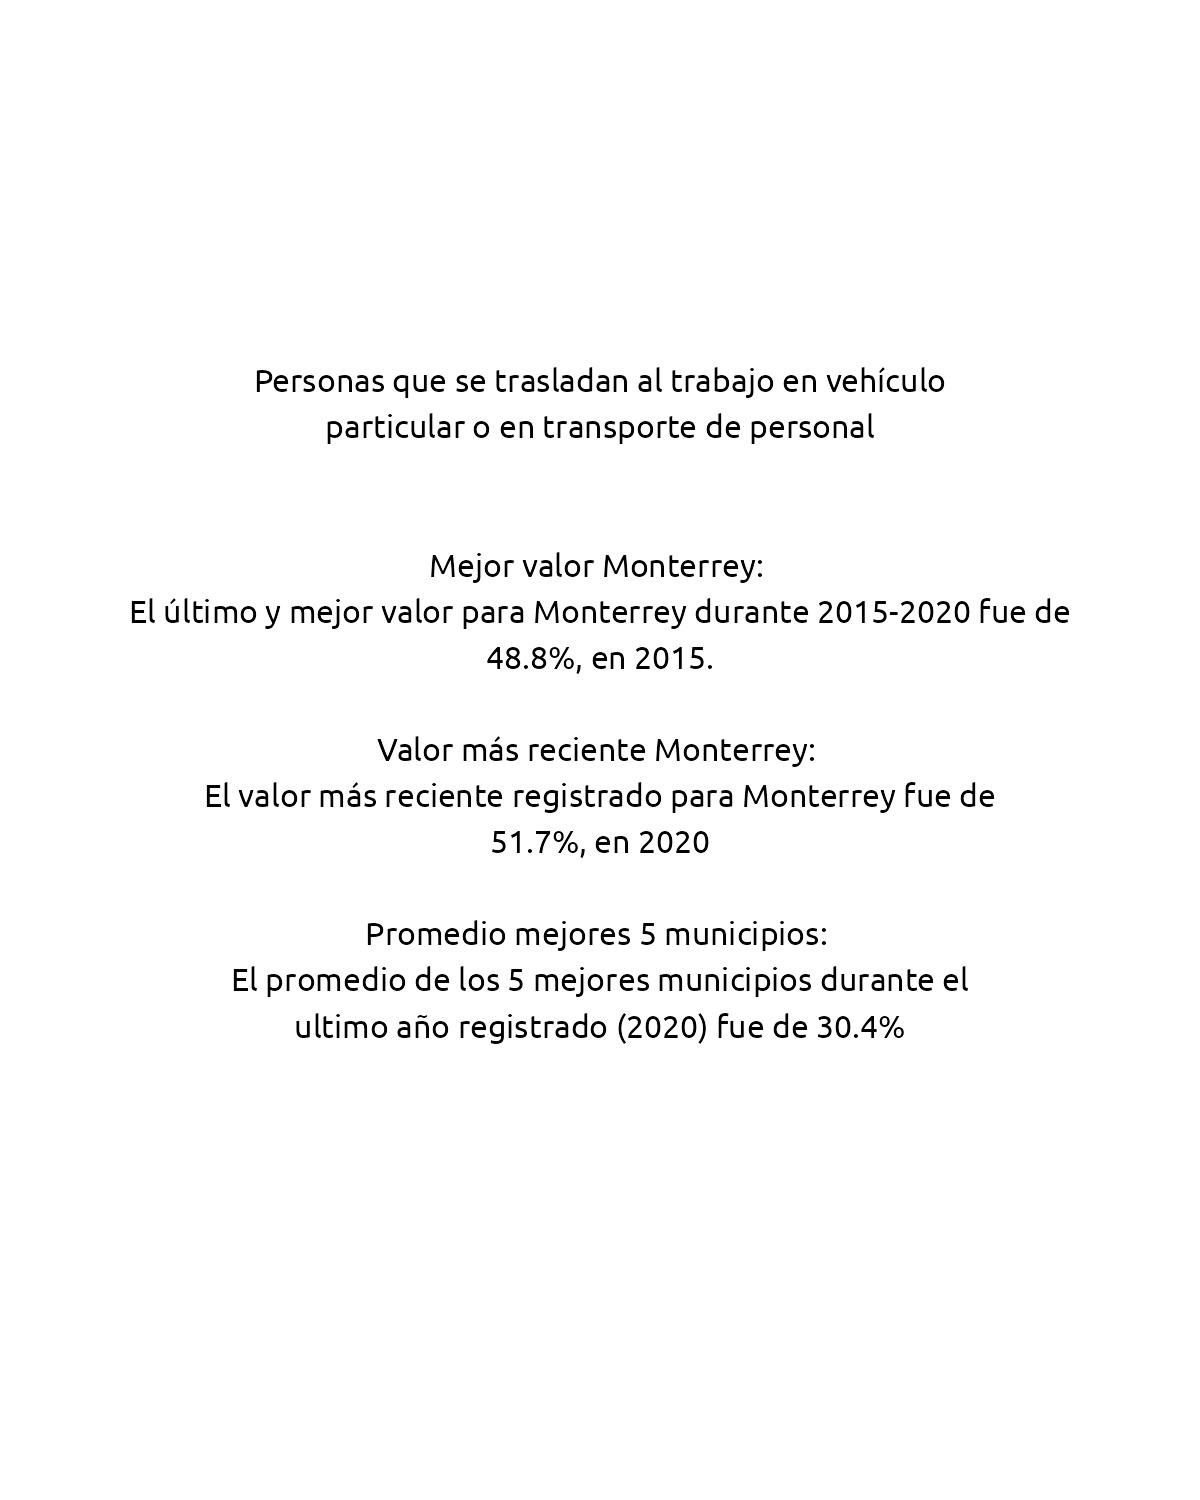 Personas que se trasladan al trabajo en vehículo
particular o en transporte de personal
Mejor valor Monterrey:
El último y mejor valor para Monterrey durante 2015-2020 fue de
48.8%, en 2015.
Valor más reciente Monterrey:
El valor más reciente registrado para Monterrey fue de
51.7%, en 2020
Promedio mejores 5 municipios:
El promedio de los 5 mejores municipios durante el
ultimo año registrado (2020) fue de 30.4%